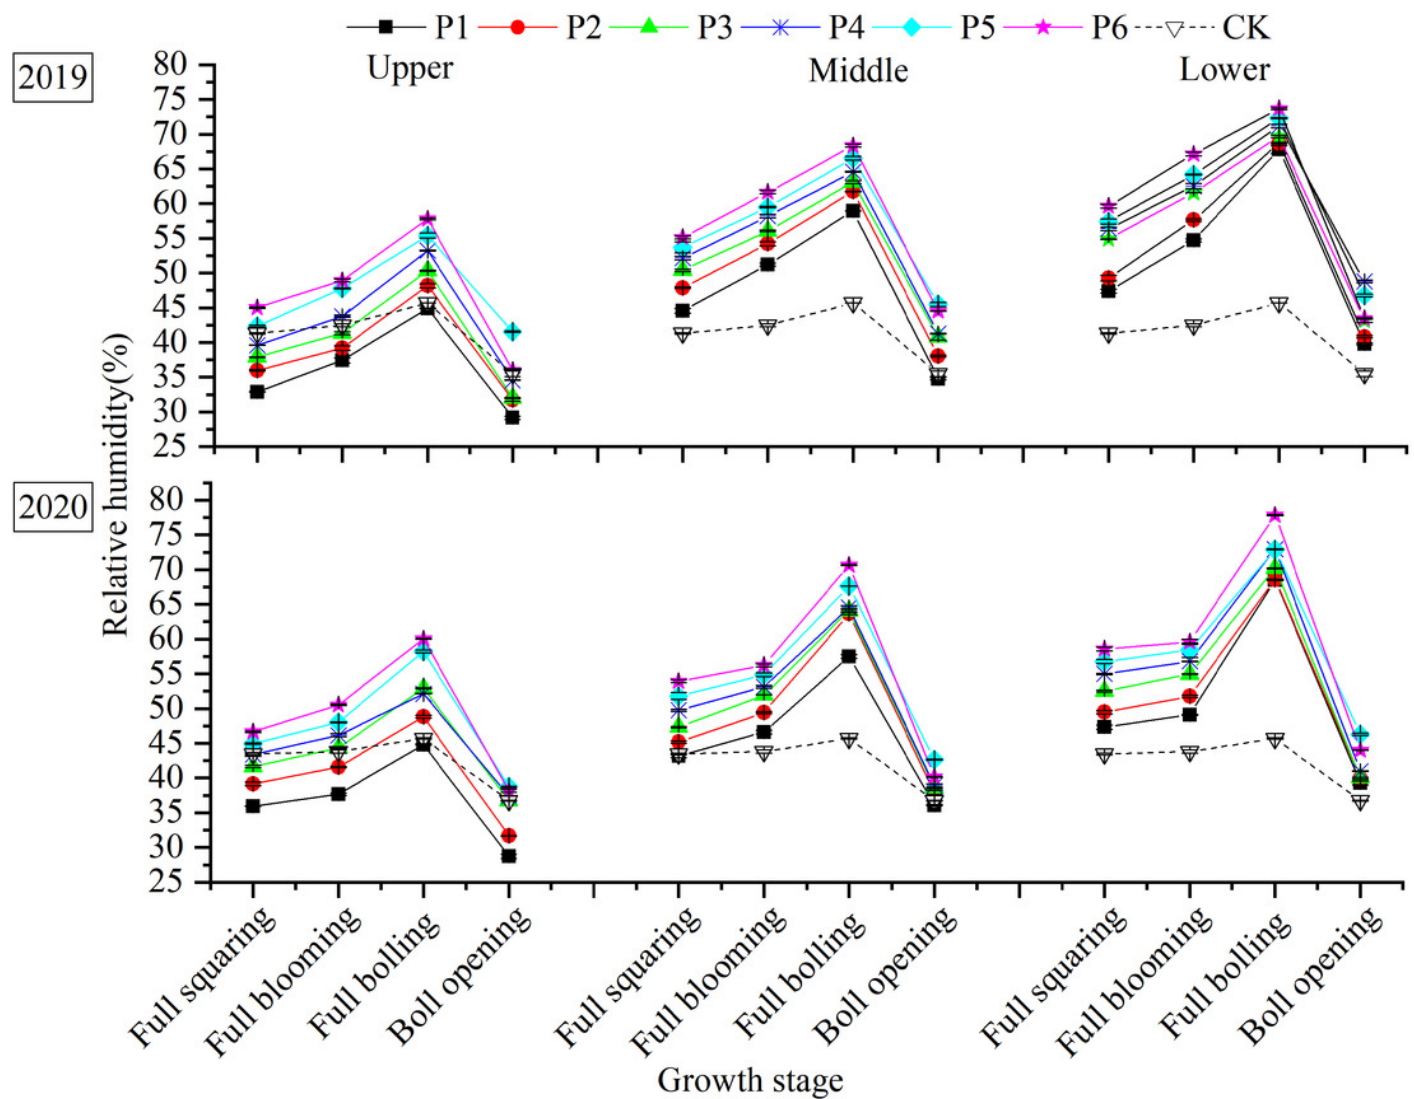 P1 P2 P3 P4 P5 P6 CK
2019
Upper Middle Lower
80
75
70
65
60
55
50
45
40
35
30
25
Relative humidity(%)
2020
80
75
70
65
60
55
50
45
40
35
30
25
Full squaring
Full blooming
Full bolling
Boll opening
Full squaring
Full blooming
Full bolling
Boll opening
Full squaring
Full blooming
Full bolling
Boll opening
Growth stage